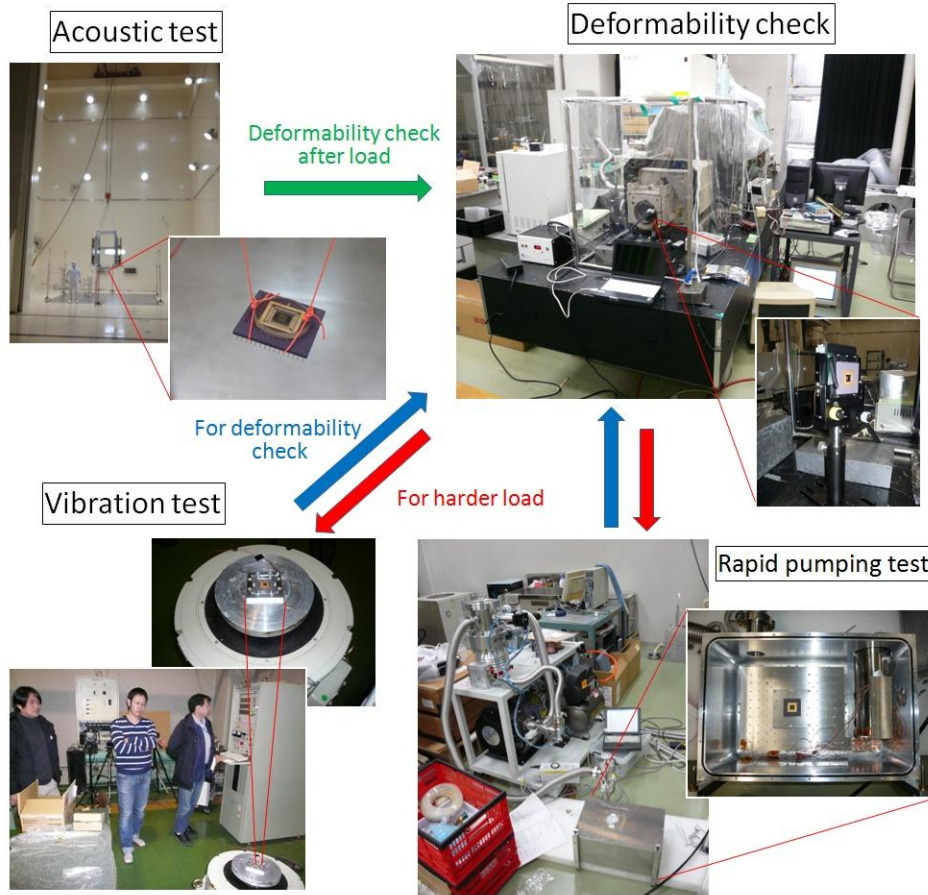 Acoustic test
Deformability check
Deformability check
after load
For deformability
check
For harder load
Vibration test
Rapid pumping test